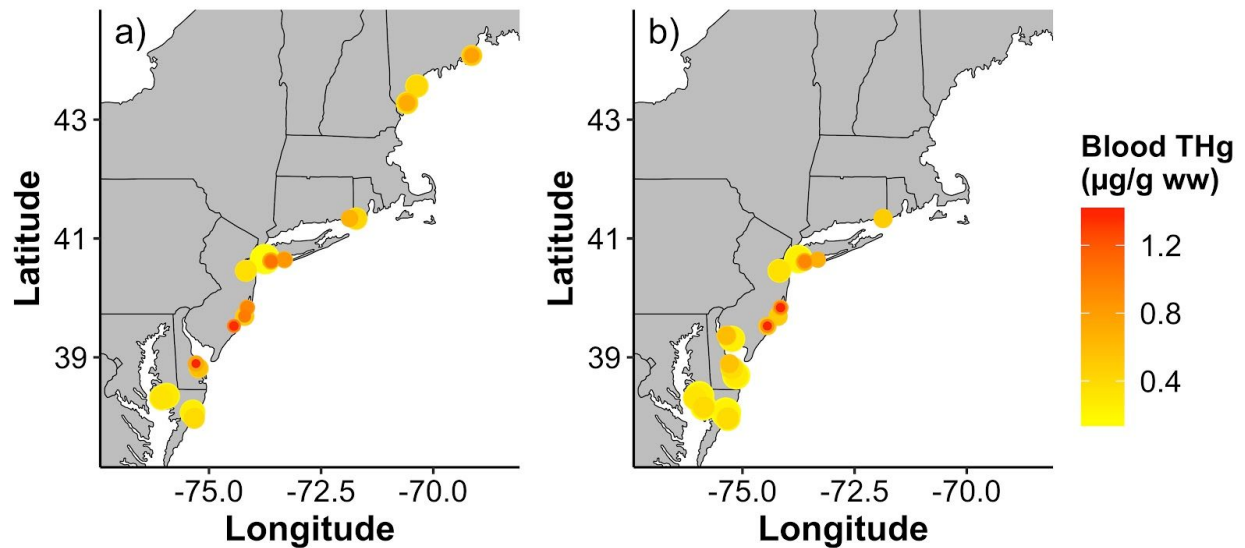 a)
b)
43
41
39
Latitude
-75.0 -72.5 -70.0
Longitude
43
41
39
Latitude
-75.0 -72.5 -70.0
Longitude
Blood THg
(µg/g ww)
1.2
0.8
0.4